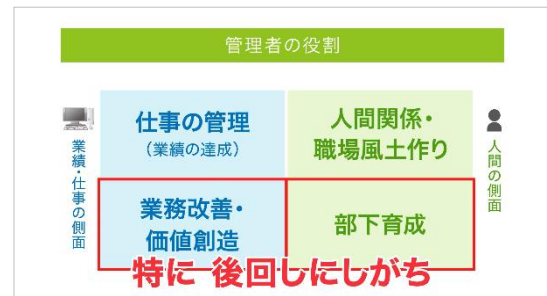 管理者の役割
業績・仕事の側面
仕事の管理
(業績の達成)
人間関係・
職場風土作り
人間の側面
業務改善・
価値創造
部下育成
特に 後回しにしがち